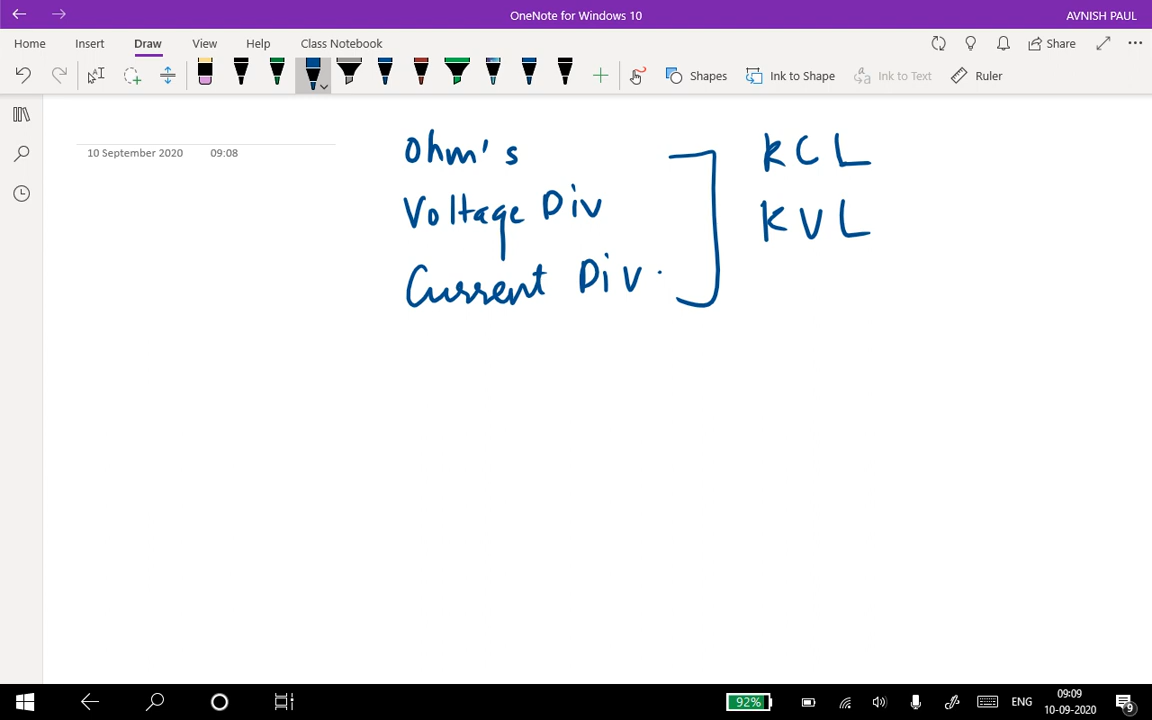 OneNote for Windows 10
AVNISH PAUL
Home Insert Draw View Help Class Notebook
Share
Shapes Ink to Shape Ink to Text Ruler
10 September 2020 09:08
Ohm's
Voltage Div
Current Div.
KCL
KVL
92%
ENG
09:09
10-09-2020
9